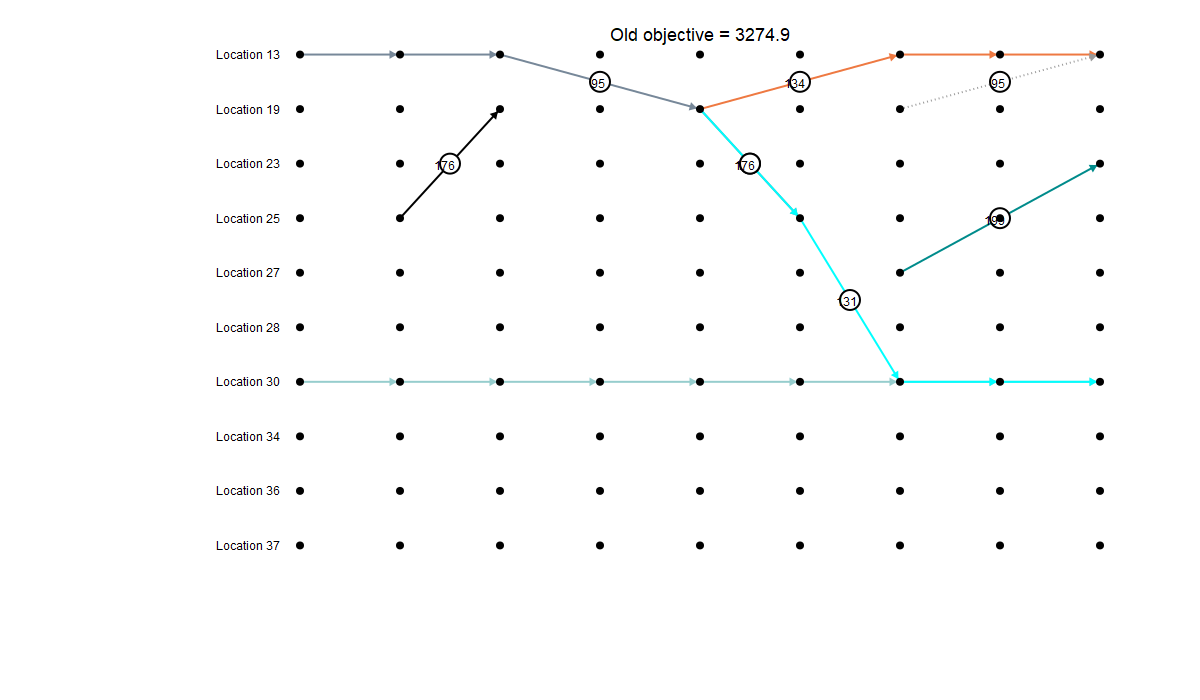 Old objective = 3274.9
Location 13
95
134
95
Location 19
Location 23
176
176
Location 25
Location 27
131
Location 28
Location 30
Location 34
Location 36
Location 37